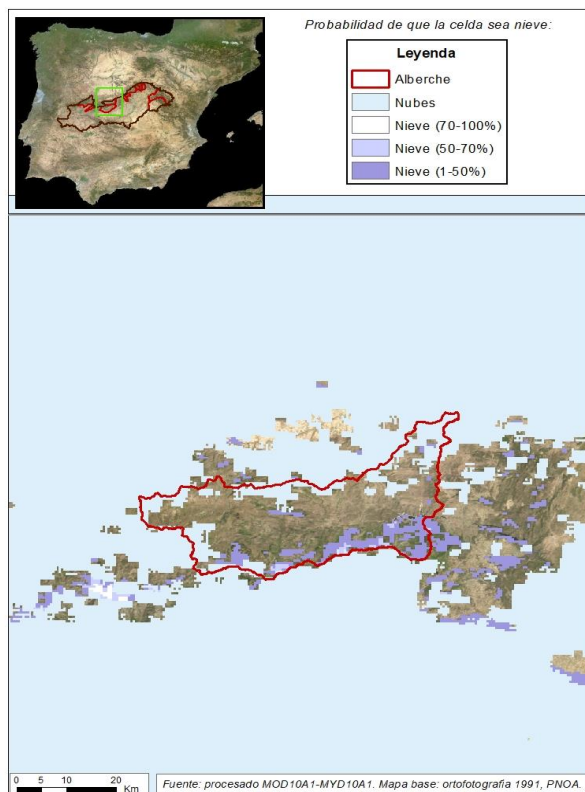 Probabilidad de que la celda sea nieve:
Leyenda
Alberche
Nubes
Nieve (70-100%)
Nieve (50-70%)
Nieve (1-50%)
0 5 10 20
Km
Fuente: procesado MOD10A1-MYD10A1. Mapa base: ortofotografia 1991, PNOA.